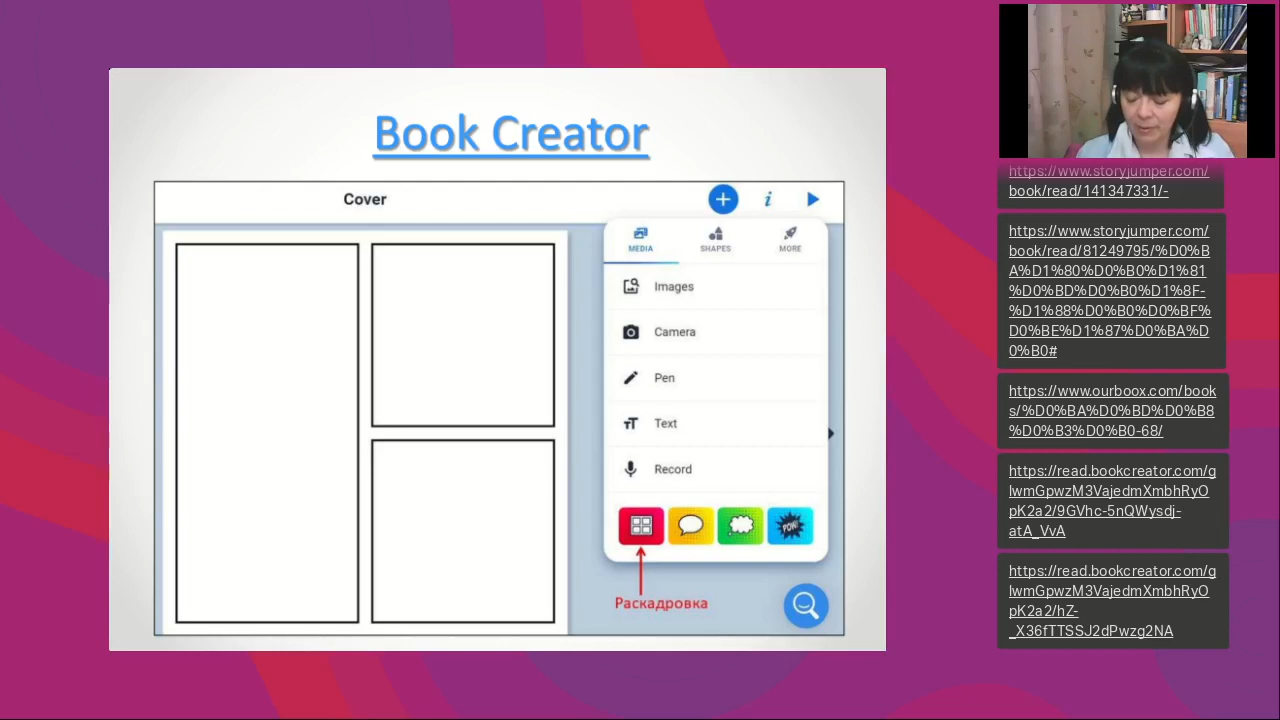 Book Creator
Cover
MEDIA SHAPES MORE
Images
Camera
Pen
Text
Record
POW!
Раскадровка
https://www.storyjumper.com/
book/read/141347331/-
https://www.storyjumper.com/
book/read/81249795/%D0%B
A%D1%80%D0%B0%D1%81
%D0%BD%D0%B0%D1%8F-
%D1%88%D0%B0%D0%BF%
D0%BE%D1%87%D0%BA%D
0%B0#
https://www.ourboox.com/book
s/%D0%BA%D0%BD%D0%B8
%D0%B3%D0%B0-68/
https://read.bookcreator.com/g
lwmGpwzM3VajedmXmbhRyO
pK2a2/9GVhc-5nQWysdj-
atA_VvA
https://read.bookcreator.com/g
lwmGpwzM3VajedmXmbhRyO
pK2a2/hZ-
_X36fTTSSJ2dPwzg2NA